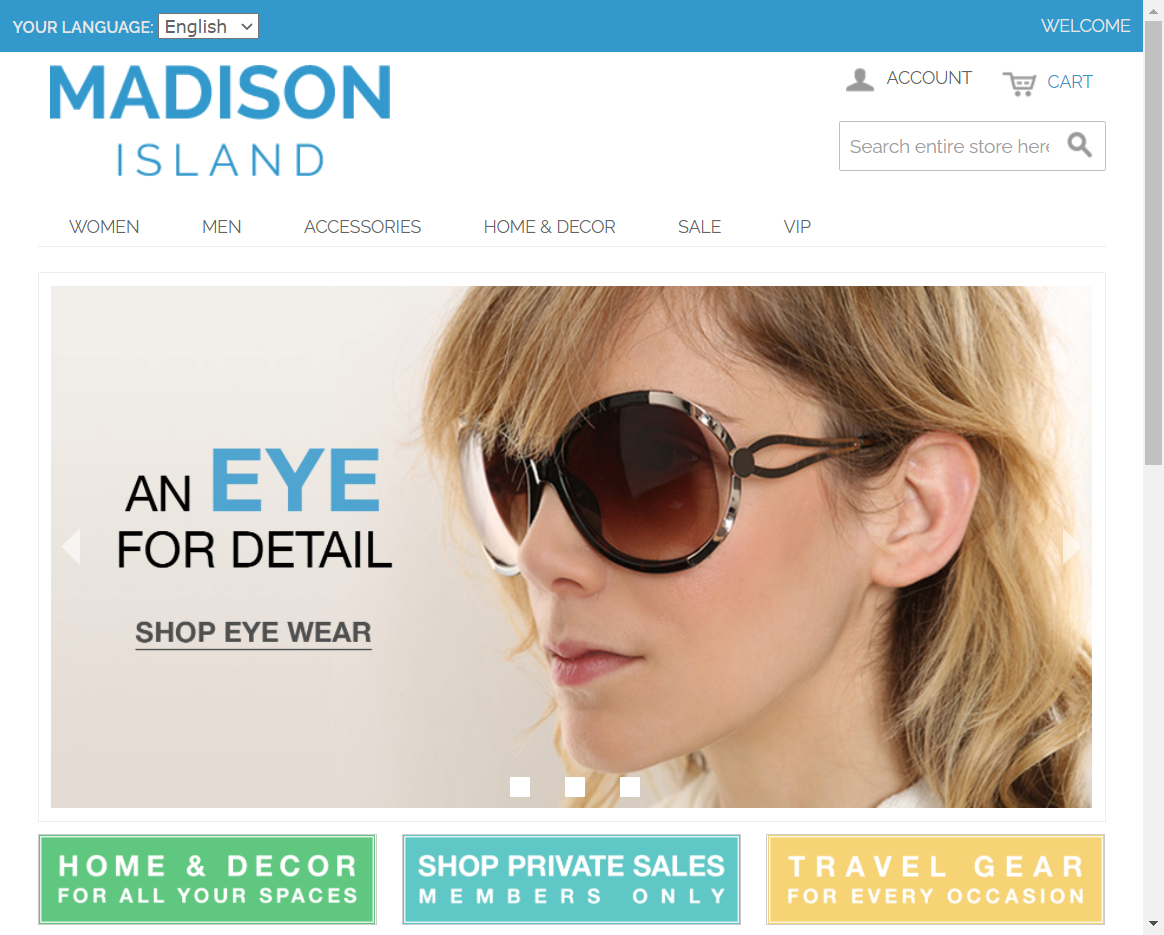 YOUR LANGUAGE: English WELCOME
MADISON
ISLAND
ACCOUNT CART
Search entire store here
WOMEN MEN ACCESSORIES HOME & DECOR SALE VIP
AN EYE
FOR DETAIL
SHOP EYE WEAR
HOME & DECOR
FOR ALL YOUR SPACES
SHOP PRIVATE SALES
MEMBERS ONLY
TRAVEL GEAR
FOR EVERY OCCASION